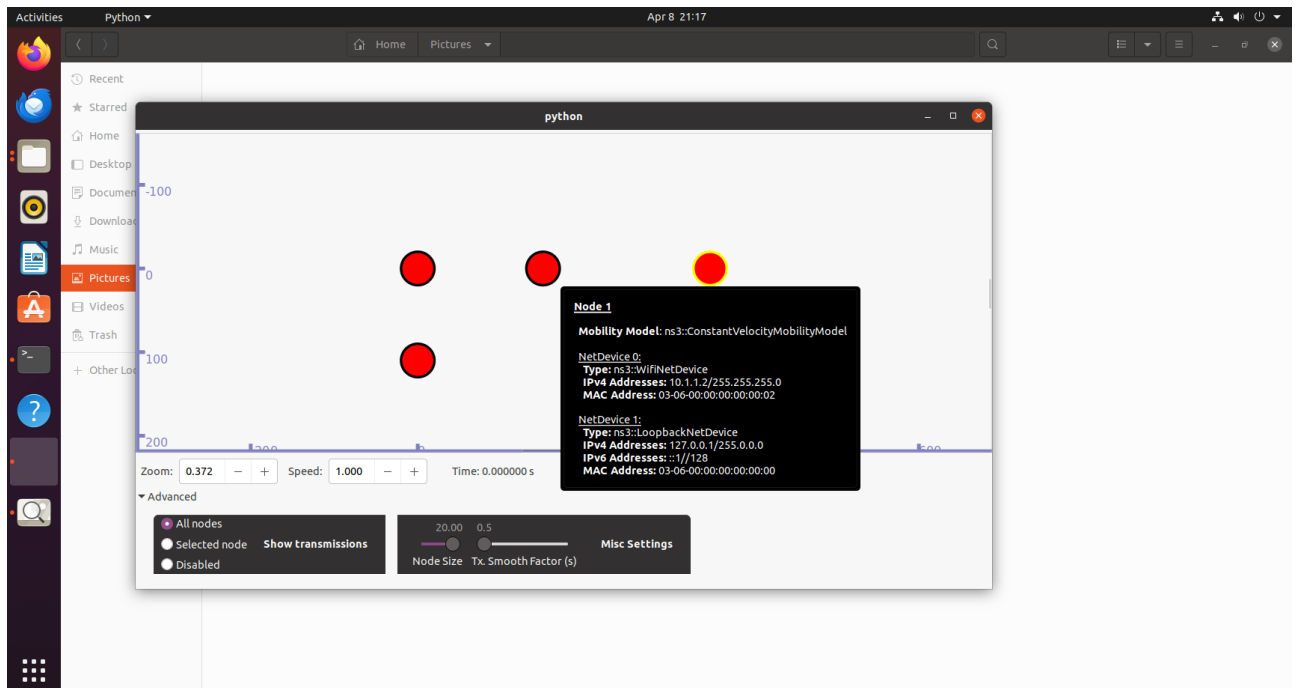 Activities Python Apr 8 21:17
Home Pictures
Recent
Starred
Home
Desktop
Documen
Downloa
Music
Pictures
Videos
Trash
+ Other Loc
python
-100
0
100
200
0
Node 1
Mobility Model: ns3::ConstantVelocityMobilityModel
NetDevice 0:
Type: ns3::WifiNetDevice
IPv4 Addresses: 10.1.1.2/255.255.255.0
MAC Address: 03-06-00:00:00:00:00:02
NetDevice 1:
Type: ns3::LoopbackNetDevice
IPv4 Addresses: 127.0.0.1/255.0.0.0
IPv6 Addresses: ::1//128
MAC Address: 03-06-00:00:00:00:00:00
Zoom: 0.372 − + Speed: 1.000 − + Time: 0.000000 s
Advanced
All nodes
Selected node Show transmissions
Disabled
20.00 0.5
Misc Settings
Node Size Tx. Smooth Factor (s)